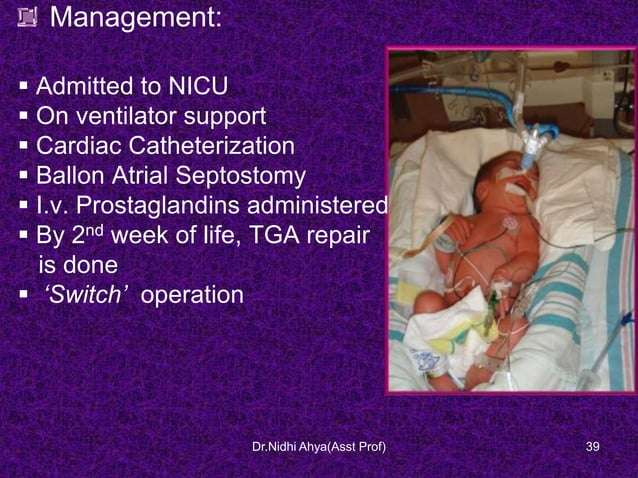 Management:
▪ Admitted to NICU
▪ On ventilator support
▪ Cardiac Catheterization
▪ Ballon Atrial Septostomy
▪ I.v. Prostaglandins administered
▪ By 2nd week of life, TGA repair
is done
▪ ‘Switch’ operation
Dr.Nidhi Ahya(Asst Prof)
39